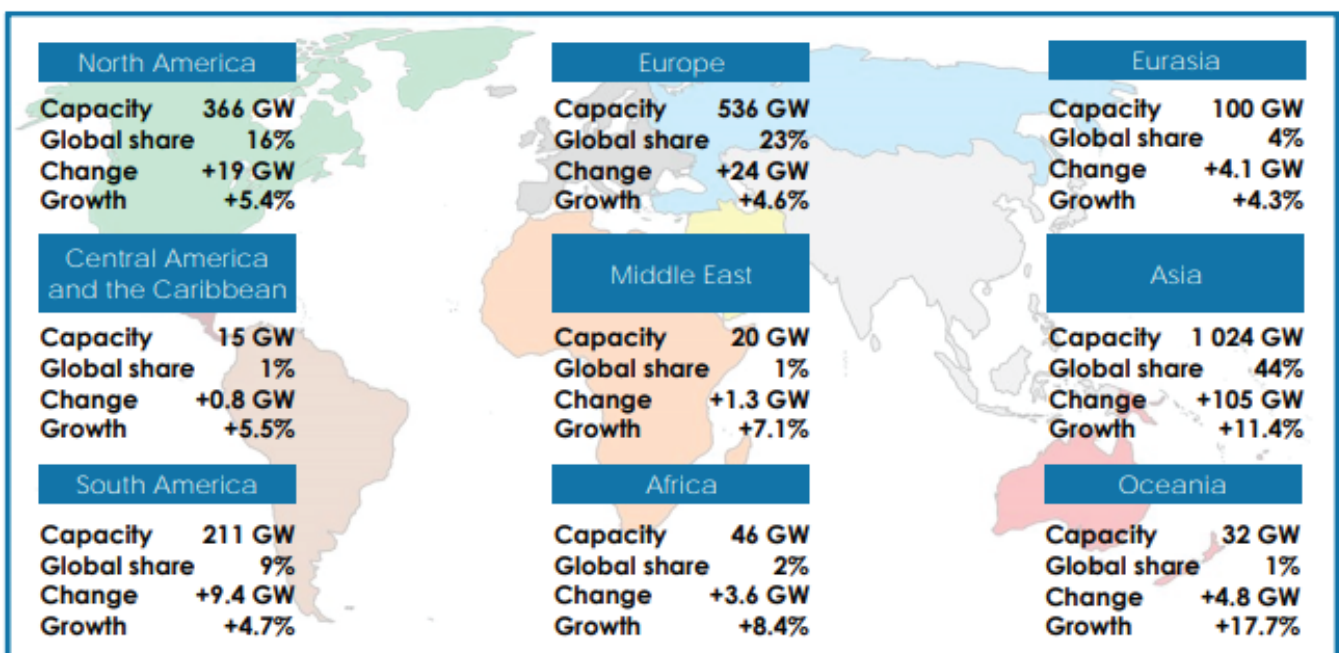 North America
Capacity 366 GW
Global share 16%
Change +19 GW
Growth +5.4%
Europe
Capacity 536 GW
Global share 23%
Change +24 GW
Growth +4.6%
Eurasia
Capacity 100 GW
Global share 4%
Change +4.1 GW
Growth +4.3%
Central America
and the Caribbean
Capacity 15 GW
Global share 1%
Change +0.8 GW
Growth +5.5%
Middle East
Capacity 20 GW
Global share 1%
Change +1.3 GW
Growth +7.1%
Asia
Capacity 1 024 GW
Global share 44%
Change +105 GW
Growth +11.4%
South America
Capacity 211 GW
Global share 9%
Change +9.4 GW
Growth +4.7%
Africa
Capacity 46 GW
Global share 2%
Change +3.6 GW
Growth +8.4%
Oceania
Capacity 32 GW
Global share 1%
Change +4.8 GW
Growth +17.7%